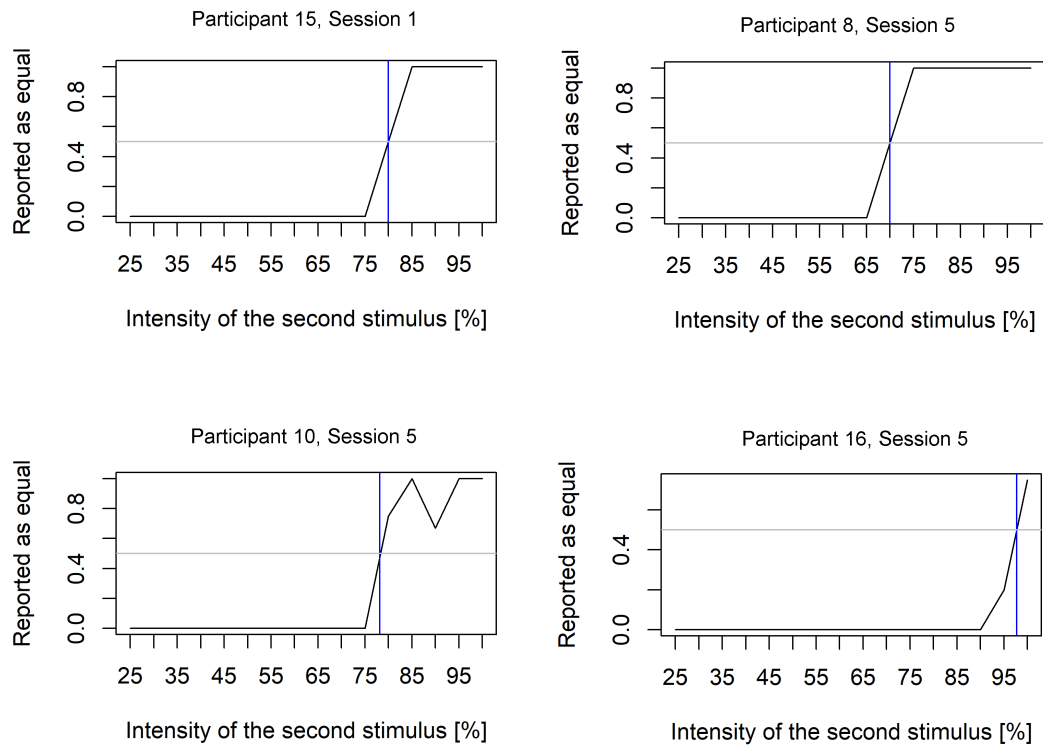 Participant 15, Session 1
Reported as equal
0.0 0.4 0.8
25 35 45 55 65 75 85 95
Intensity of the second stimulus [%]
Participant 8, Session 5
Reported as equal
0.0 0.4 0.8
25 35 45 55 65 75 85 95
Intensity of the second stimulus [%]
Participant 10, Session 5
Reported as equal
0.0 0.4 0.8
25 35 45 55 65 75 85 95
Intensity of the second stimulus [%]
Participant 16, Session 5
Reported as equal
0.0 0.4
25 35 45 55 65 75 85 95
Intensity of the second stimulus [%]